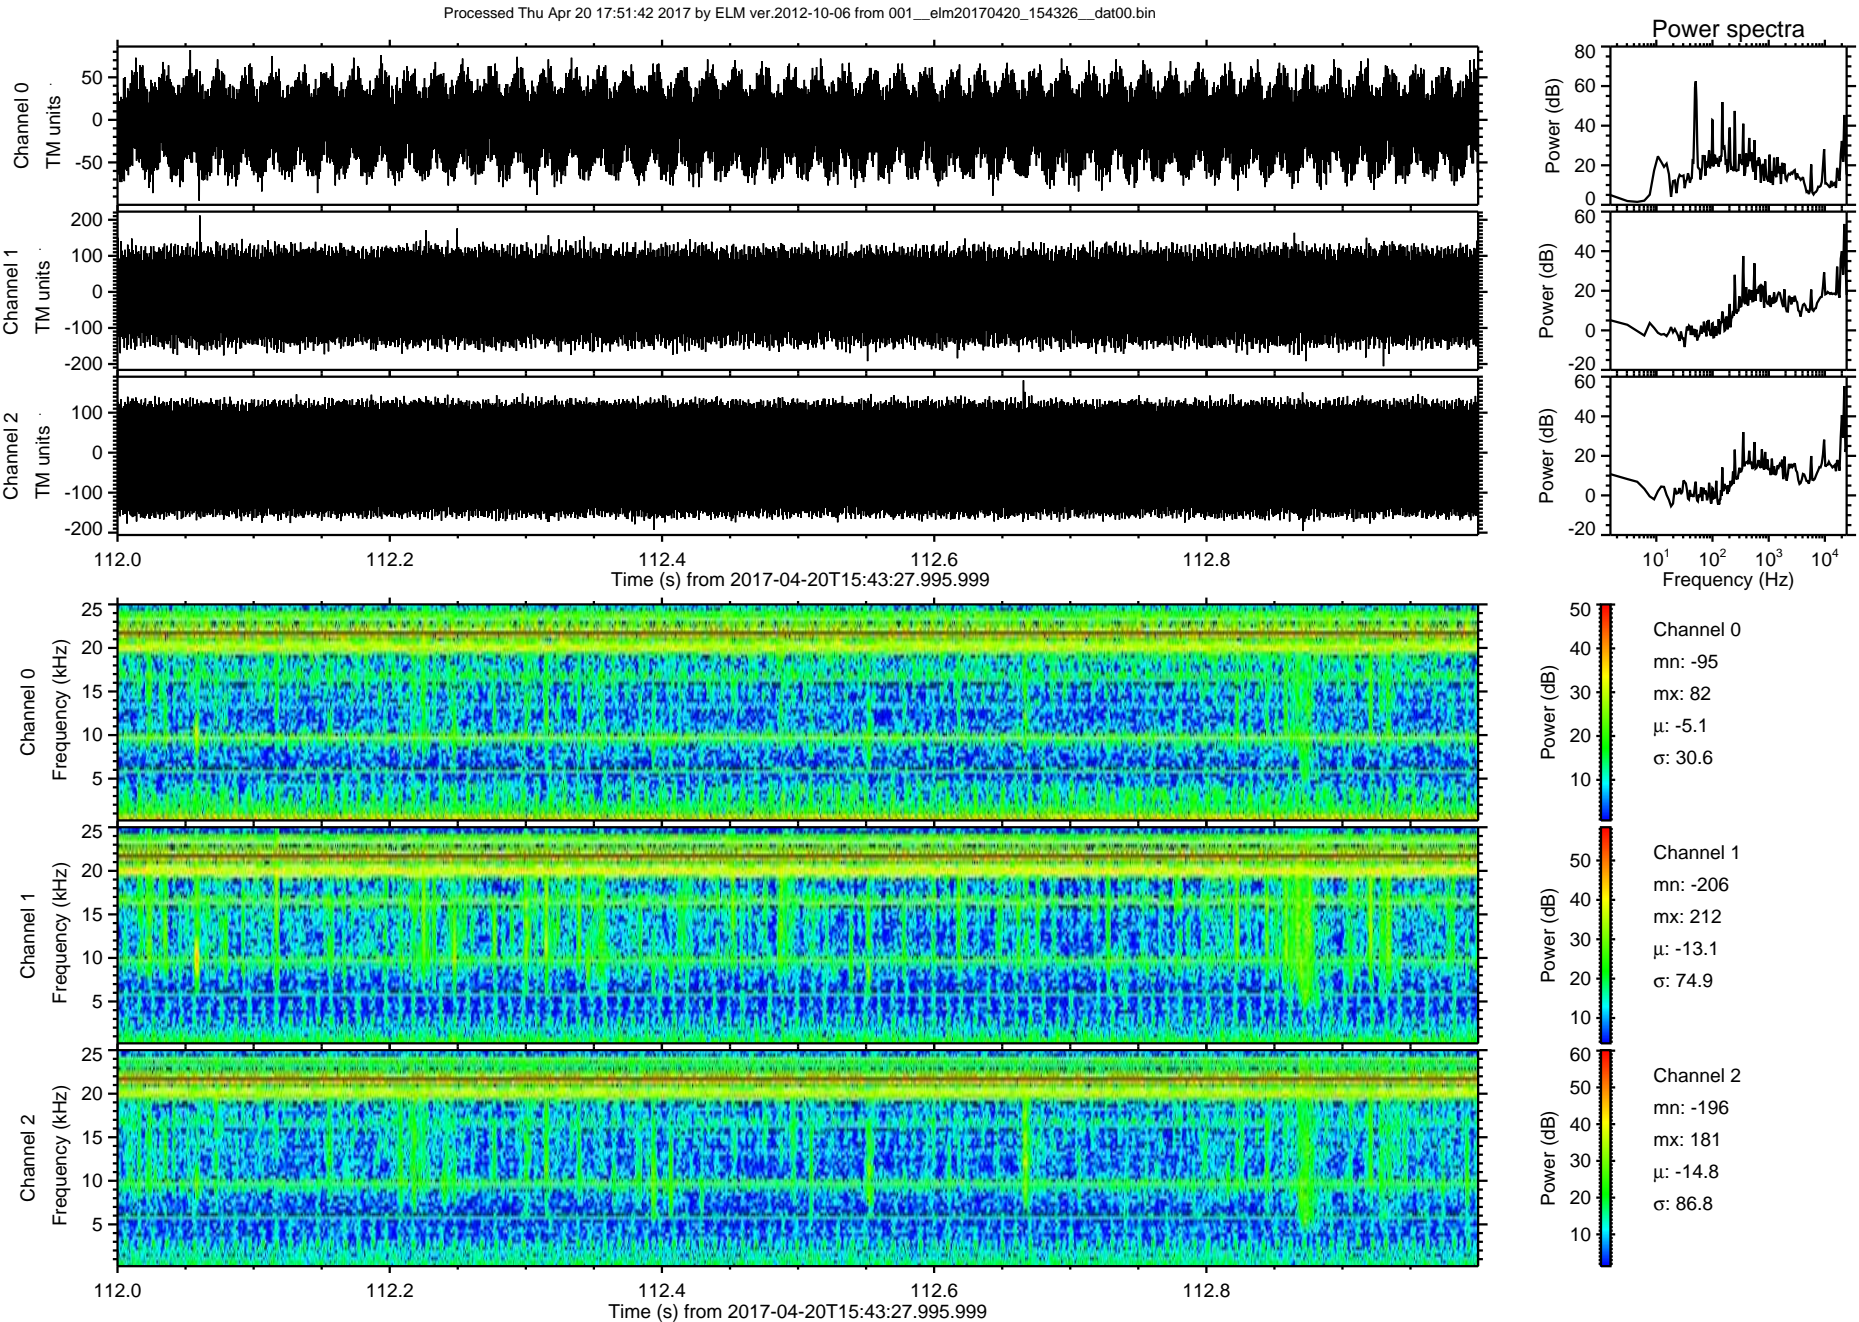 Processed Thu Apr 20 17:51:42 2017 by ELM ver.2012-10-06 from 001__elm20170420_154326__dat00.bin
Power spectra
Channel 0
TM units
50
0
-50
Power (dB)
80
60
40
20
0
Channel 1
TM units
200
100
0
-100
-200
Power (dB)
60
40
20
0
-20
Channel 2
TM units
100
0
-100
-200
Power (dB)
60
40
20
0
-20
112.0 112.2 112.4 112.6 112.8
Time (s) from 2017-04-20T15:43:27.995.999
10^1 10^2 10^3 10^4
Frequency (Hz)
Channel 0
Frequency (kHz)
25
20
15
10
5
Power (dB)
50
40
30
20
10
Channel 0
mn: -95
mx: 82
μ: -5.1
σ: 30.6
Channel 1
Frequency (kHz)
25
20
15
10
5
Power (dB)
50
40
30
20
10
Channel 1
mn: -206
mx: 212
μ: -13.1
σ: 74.9
Channel 2
Frequency (kHz)
25
20
15
10
5
Power (dB)
60
50
40
30
20
10
Channel 2
mn: -196
mx: 181
μ: -14.8
σ: 86.8
112.0 112.2 112.4 112.6 112.8
Time (s) from 2017-04-20T15:43:27.995.999